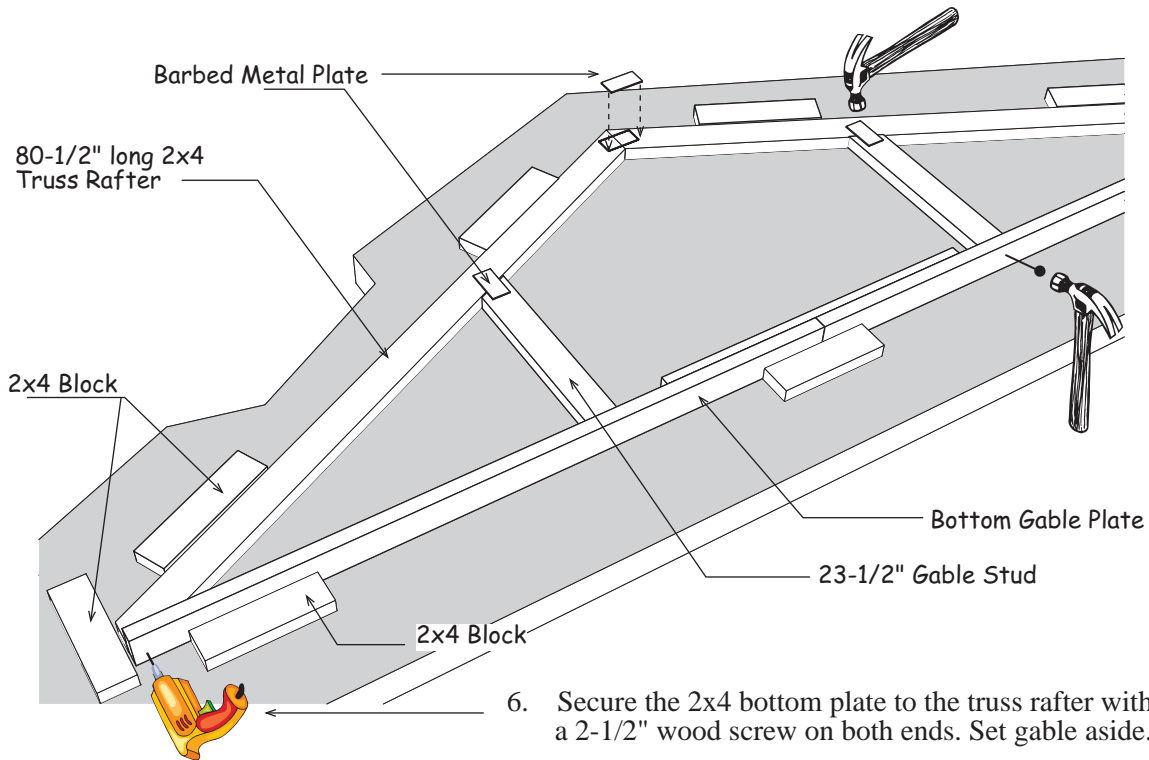 Barbed Metal Plate
80-1/2" long 2x4
Truss Rafter
2x4 Block
Bottom Gable Plate
23-1/2" Gable Stud
2x4 Block
6. Secure the 2x4 bottom plate to the truss rafter with
a 2-1/2" wood screw on both ends. Set gable aside.